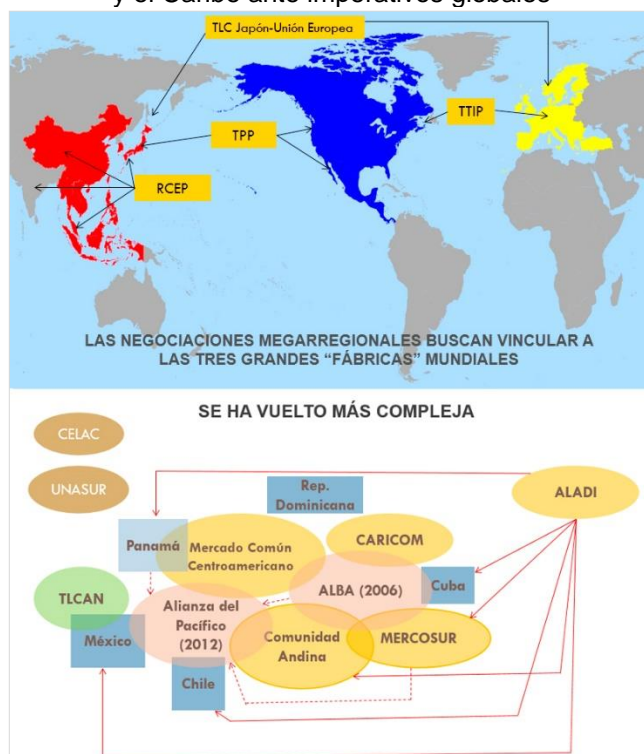 y el Caribe ante imperativos globales
TLC Japón-Unión Europea
TTIP
TPP
RCEP
LAS NEGOCIACIONES MEGARREGIONALES BUSCAN VINCULAR A
LAS TRES GRANDES “FÁBRICAS” MUNDIALES
SE HA VUELTO MÁS COMPLEJA
CELAC
UNASUR
Rep.
Dominicana
ALADI
Panamá
Mercado Común
Centroamericano
CARICOM
TLCAN
Alianza del
Pacífico
(2012)
ALBA (2006)
Cuba
México
Comunidad
Andina
MERCOSUR
Chile